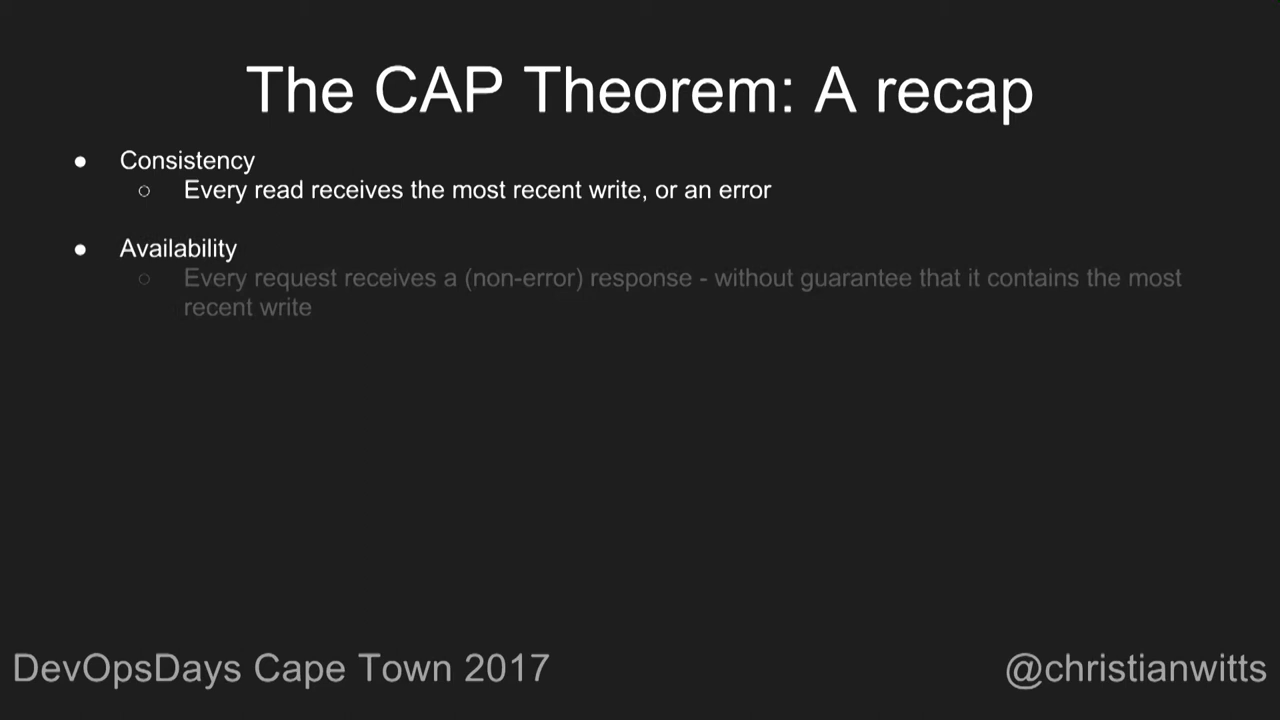 The CAP Theorem: A recap
● Consistency
○ Every read receives the most recent write, or an error
● Availability
○ Every request receives a (non-error) response - without guarantee that it contains the most
recent write
DevOpsDays Cape Town 2017
@christianwitts